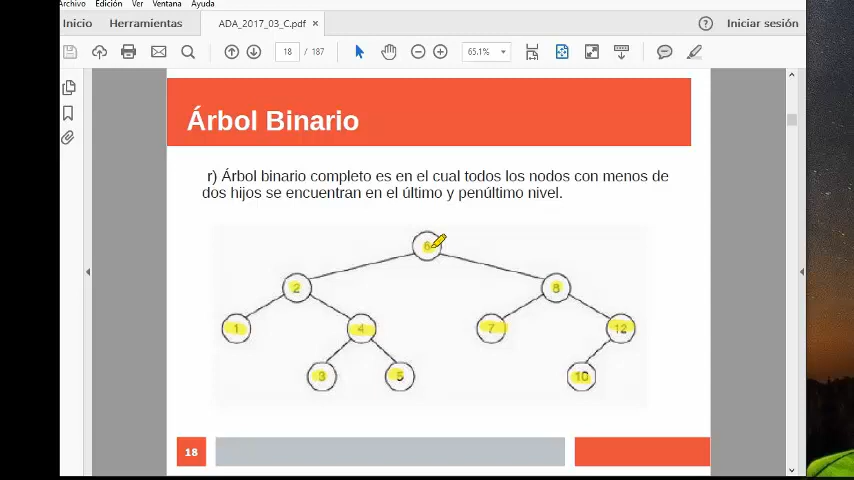 Archivo Edición Ver Ventana Ayuda
Inicio Herramientas ADA_2017_03_C.pdf × ? Iniciar sesión
18 / 187 65.1%
Árbol Binario
r) Árbol binario completo es en el cual todos los nodos con menos de
dos hijos se encuentran en el último y penúltimo nivel.
6
2 8
1 4 7 12
3 5 10
18